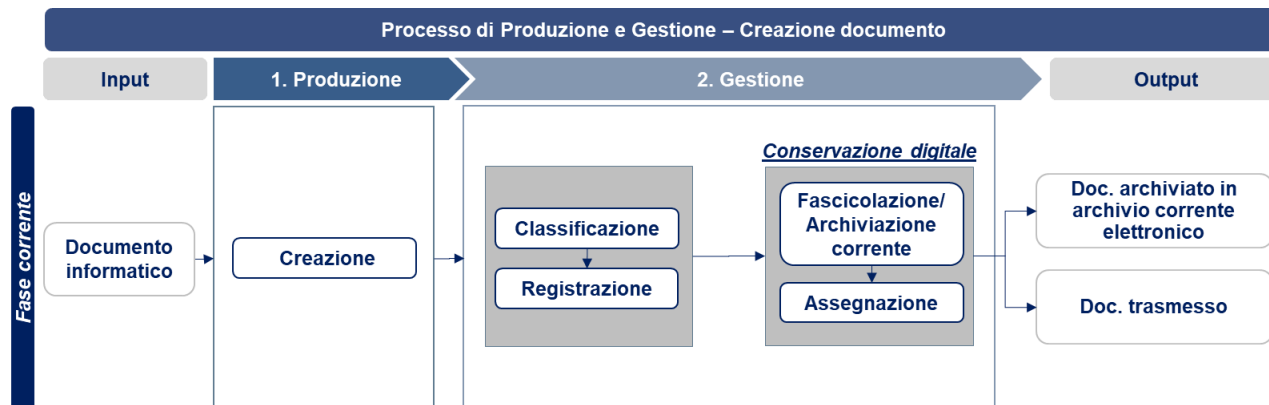 Processo di Produzione e Gestione – Creazione documento
Input
1. Produzione
2. Gestione
Output
Fase corrente
Documento
informatico
Creazione
Classificazione
Registrazione
Conservazione digitale
Fascicolazione/
Archiviazione
corrente
Assegnazione
Doc. archiviato in
archivio corrente
elettronico
Doc. trasmesso